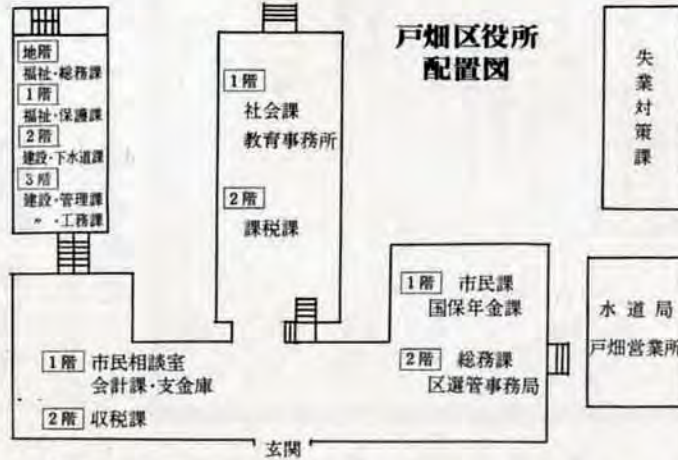 戸畑区役所
配置図
地階
福祉・総務課
1階
福祉・保護課
2階
建設・下水道課
3階
建設・管理課
〃・工務課
1階
社会課
教育事務所
2階
課税課
失業対策課
1階 市民課
国保年金課
2階 総務課
区選管事務局
水道局
戸畑営業所
1階 市民相談室
会計課・支金庫
2階 収税課
玄関